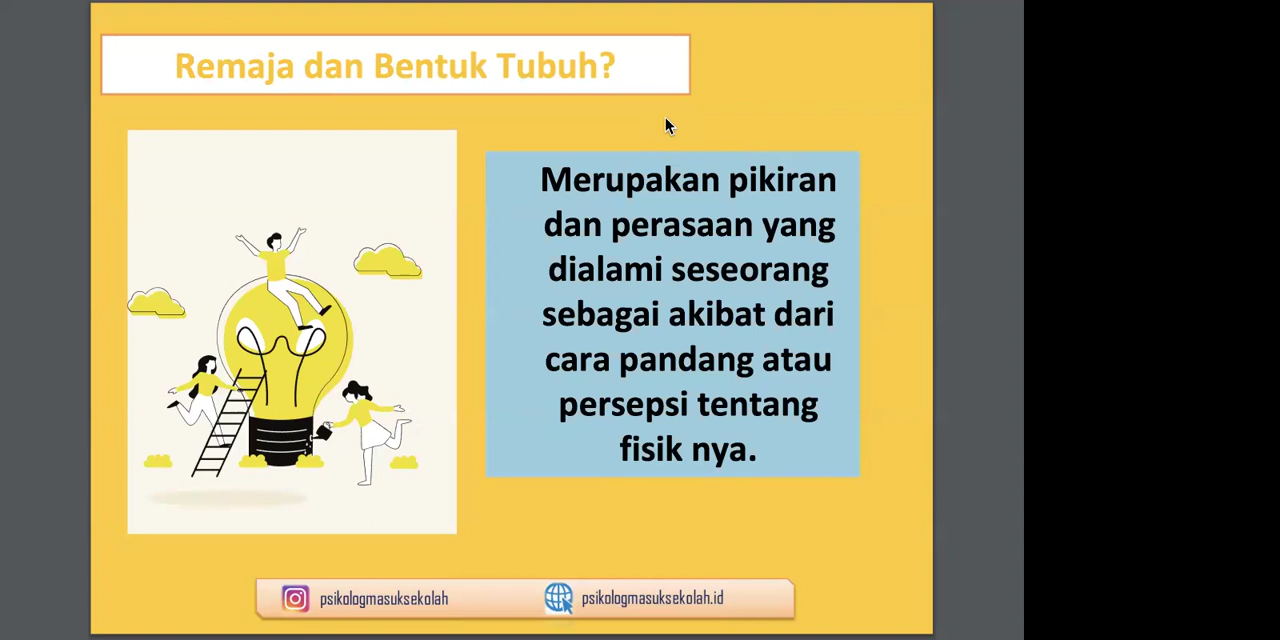 Remaja dan Bentuk Tubuh?
Merupakan pikiran
dan perasaan yang
dialami seseorang
sebagai akibat dari
cara pandang atau
persepsi tentang
fisik nya.
psikologmasuksekolah
psikologmasuksekolah.id